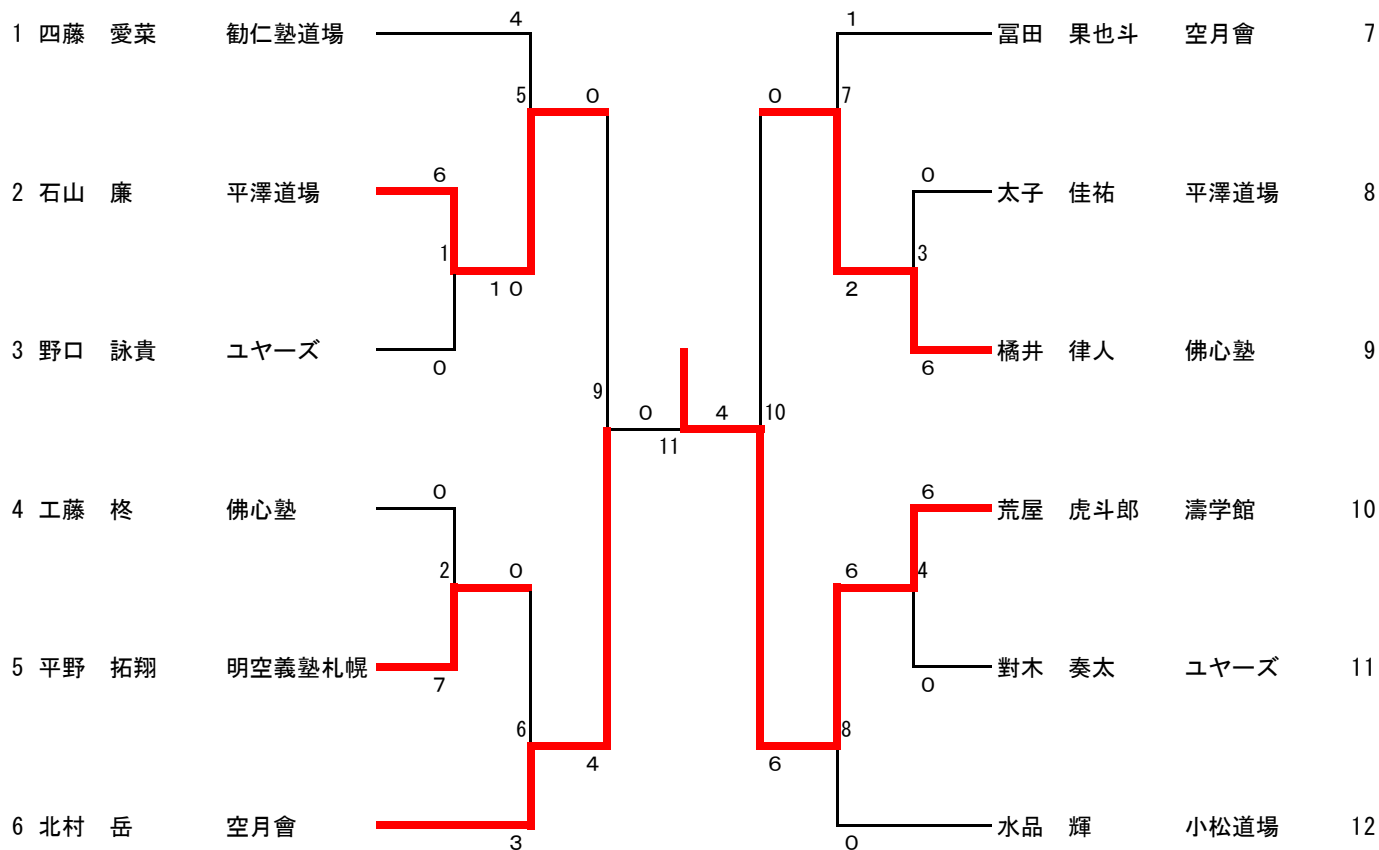 4 1
1 四藤 愛菜 勧仁塾道場 冨田 果也斗 空月會 7
5 0 0 7
6 0
2 石山 廉 平澤道場 太子 佳祐 平澤道場 8
1 3
10 2
3 野口 詠貴 ユヤーズ 橘井 律人 佛心塾 9
0 6
9 0 4 10
11
0 6
4 工藤 柊 佛心塾 荒屋 虎斗郎 濤学館 10
2 0 6 4
5 平野 拓翔 明空義塾札幌 對木 奏太 ユヤーズ 11
7 0
6 8
4 6
6 北村 岳 空月會 水品 輝 小松道場 12
3 0